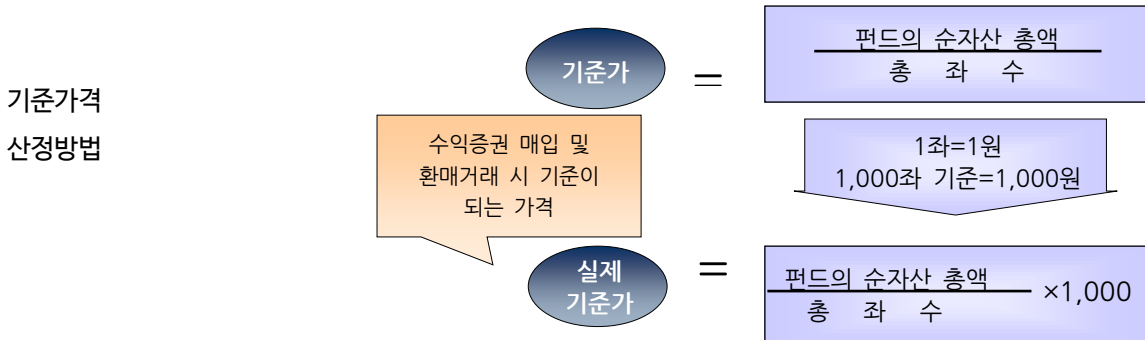 기준가격
산정방법
기준가
=
펀드의 순자산 총액
총 좌 수
수익증권 매입 및
환매거래 시 기준이
되는 가격
1좌=1원
1,000좌 기준=1,000원
실제
기준가
=
펀드의 순자산 총액
총 좌 수
×1,000